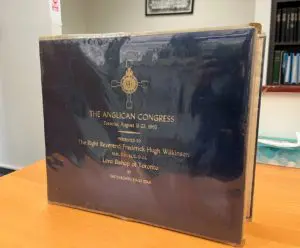 THE ANGLICAN CONGRESS
Toronto, August 13-23, 1963
PRESENTED TO
The Right Reverend Frederick Hugh Wilkinson
Lord Bishop of Toronto
BY